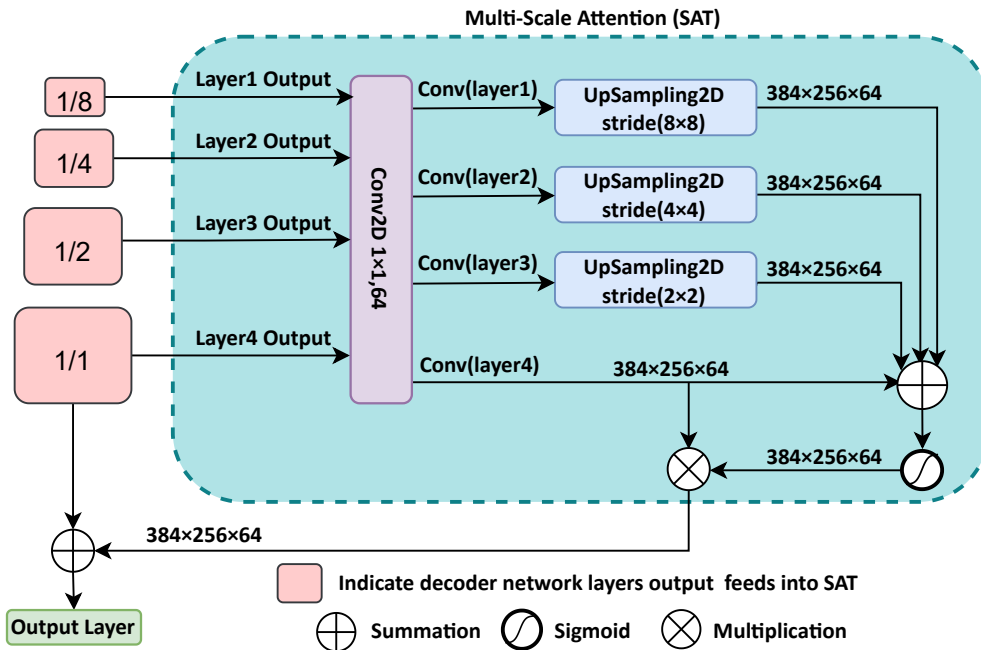 Multi-Scale Attention (SAT)
1/8
Layer1 Output
Conv(layer1)
UpSampling2D
stride(8×8)
384×256×64
1/4
Layer2 Output
Conv(layer2)
UpSampling2D
stride(4×4)
384×256×64
1/2
Layer3 Output
Conv2D 1×1,64
Conv(layer3)
UpSampling2D
stride(2×2)
384×256×64
1/1
Layer4 Output
Conv(layer4)
384×256×64
384×256×64
384×256×64
Indicate decoder network layers output feeds into SAT
Output Layer
Summation
Sigmoid
Multiplication